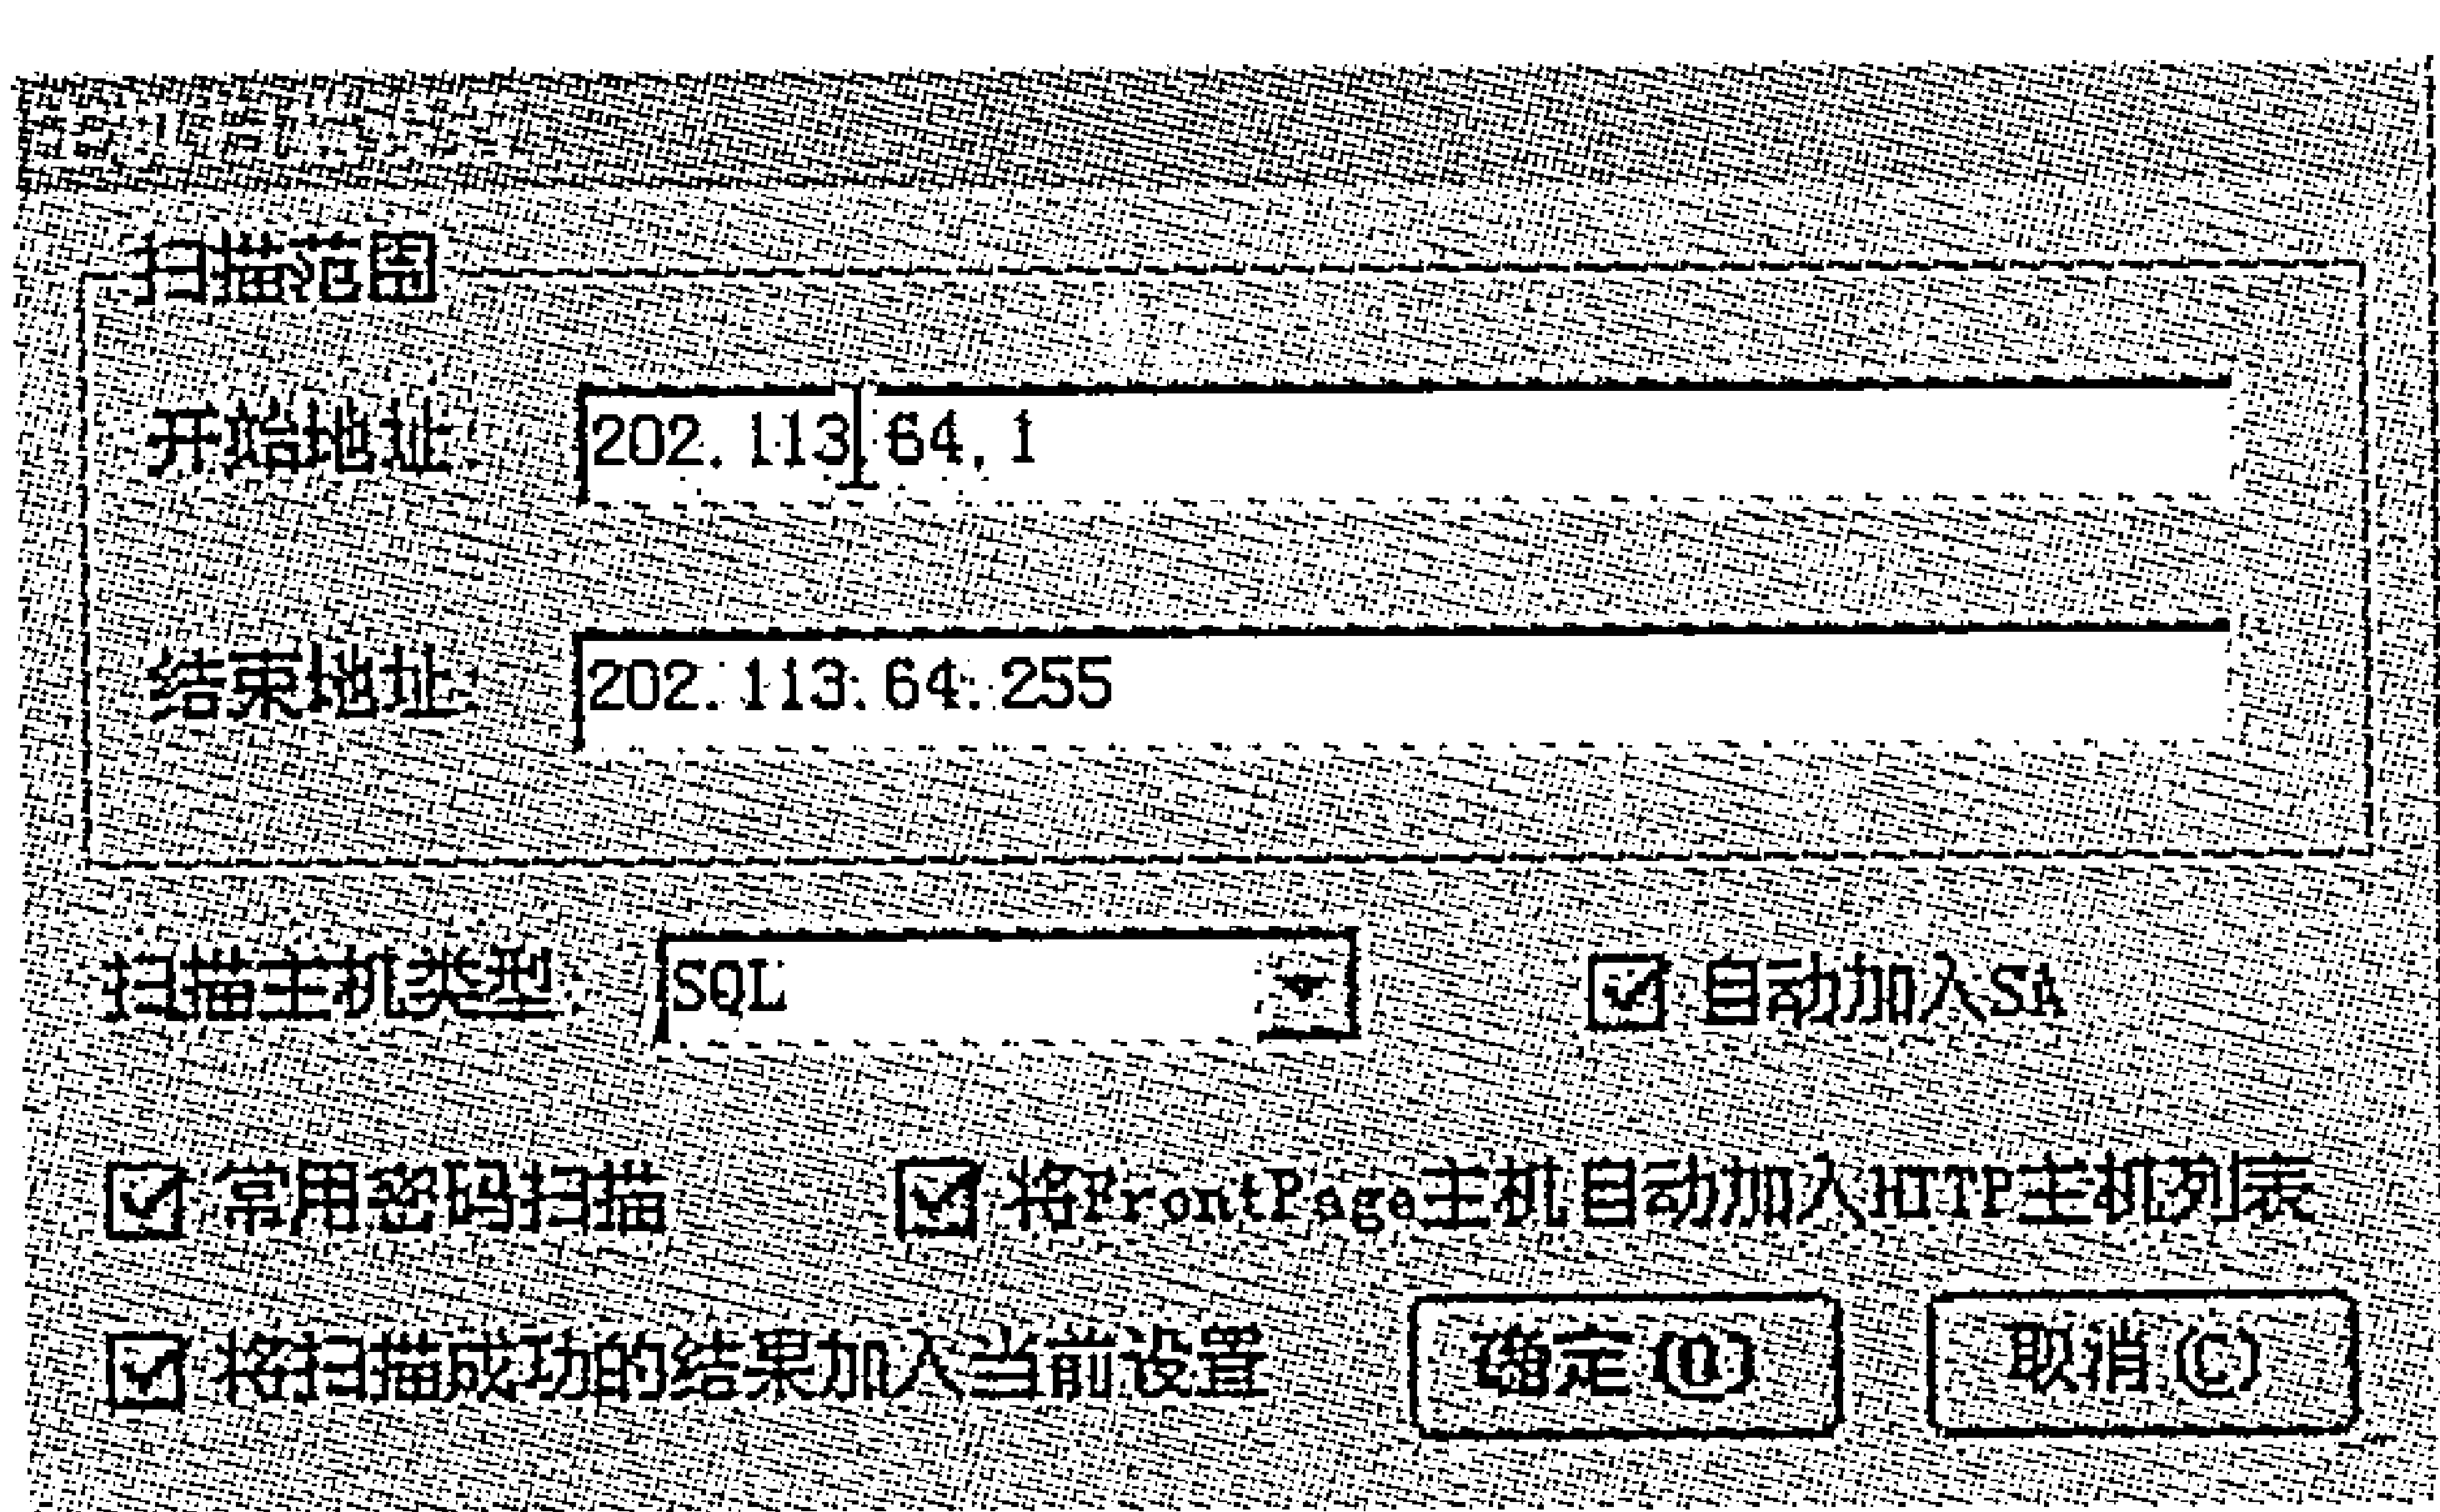 扫描范围
开始地址:
202.113.64.1
结束地址:
202.113.64.255
扫描主机类型:
SQL
自动加入SA
常用密码扫描
将FrontPage主机自动加入HTTP主机列表
将扫描成功的结果加入当前设置
确定(O)
取消(C)